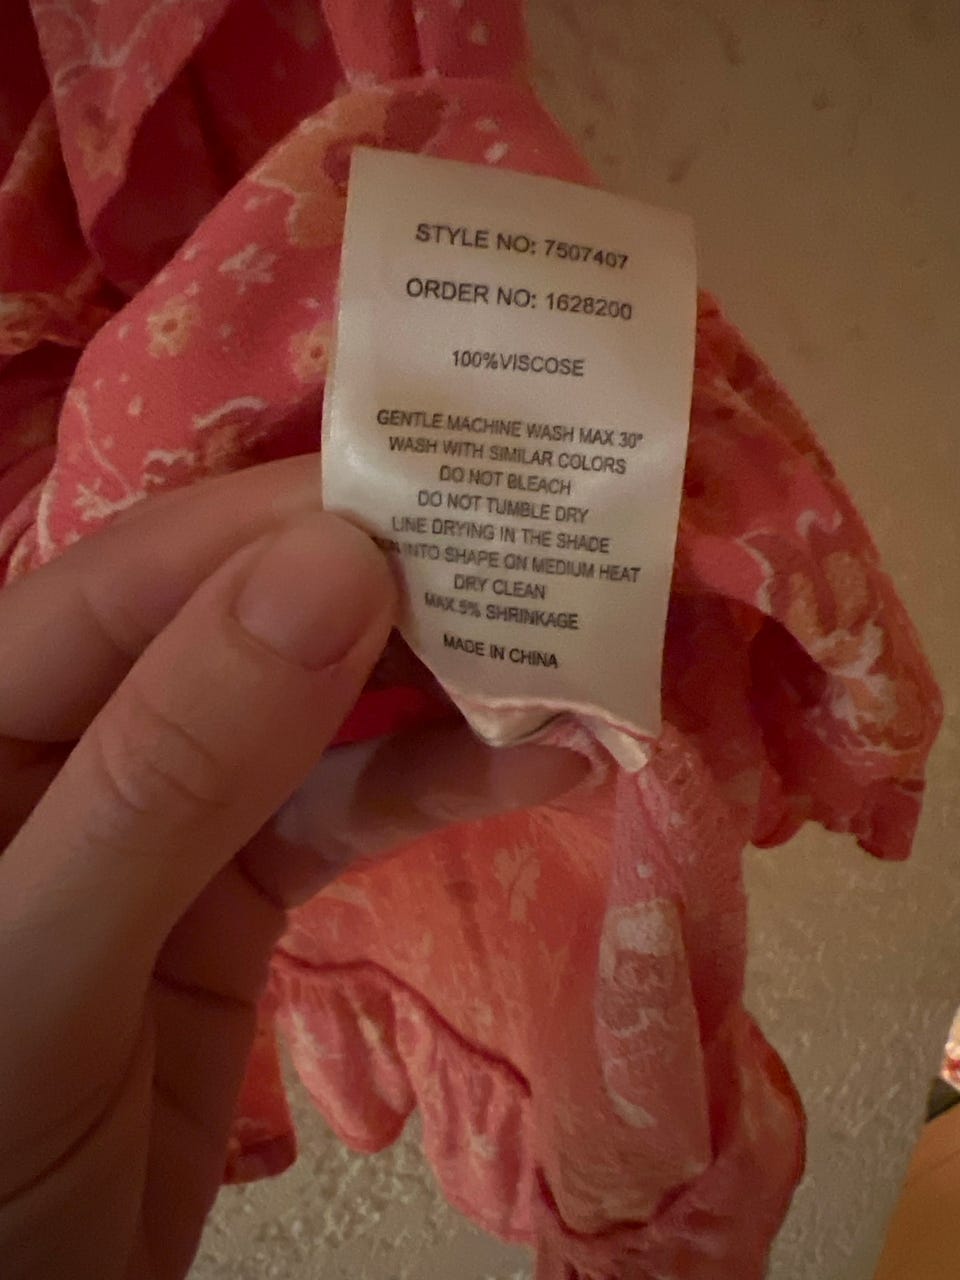 STYLE NO: 7507407
ORDER NO: 1628200
100%VISCOSE
GENTLE MACHINE WASH MAX 30°
WASH WITH SIMILAR COLORS
DO NOT BLEACH
DO NOT TUMBLE DRY
LINE DRYING IN THE SHADE
INTO SHAPE ON MEDIUM HEAT
DRY CLEAN
MAX.5% SHRINKAGE
MADE IN CHINA